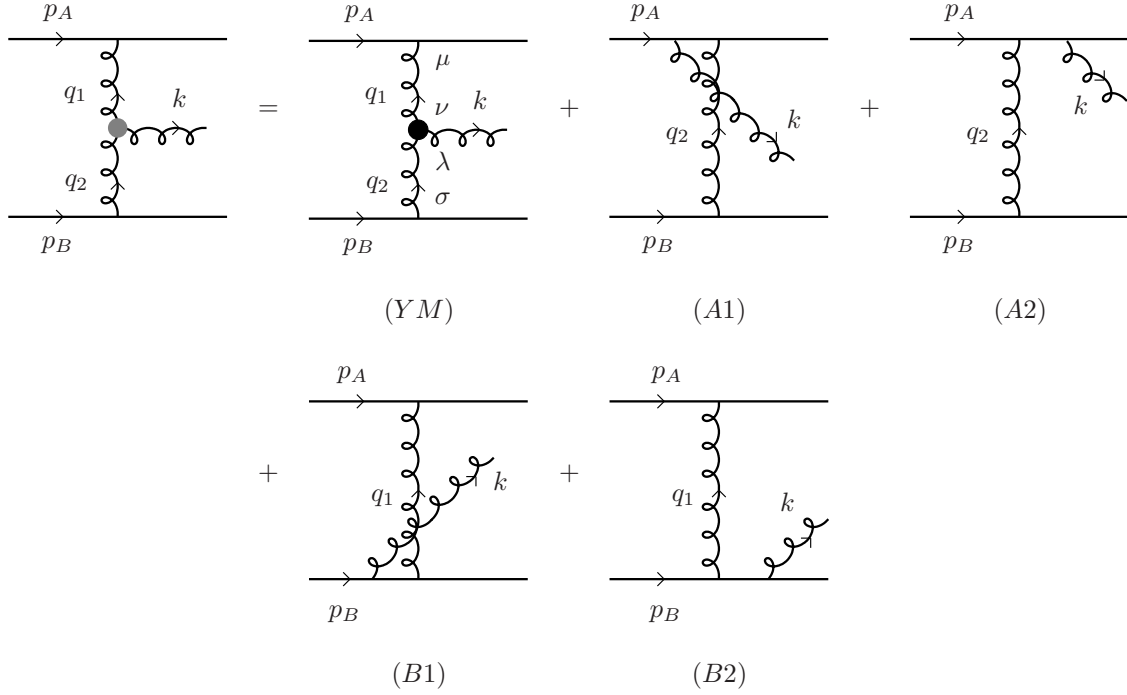 p_A p_A p_A p_A
μ
q_1 k = q_1 ν k + + 
λ k k
q_2 q_2 σ q_2 q_2
p_B p_B p_B p_B
(YM) (A1) (A2)
p_A p_A
+ q_1 k + q_1 k
p_B p_B
(B1) (B2)